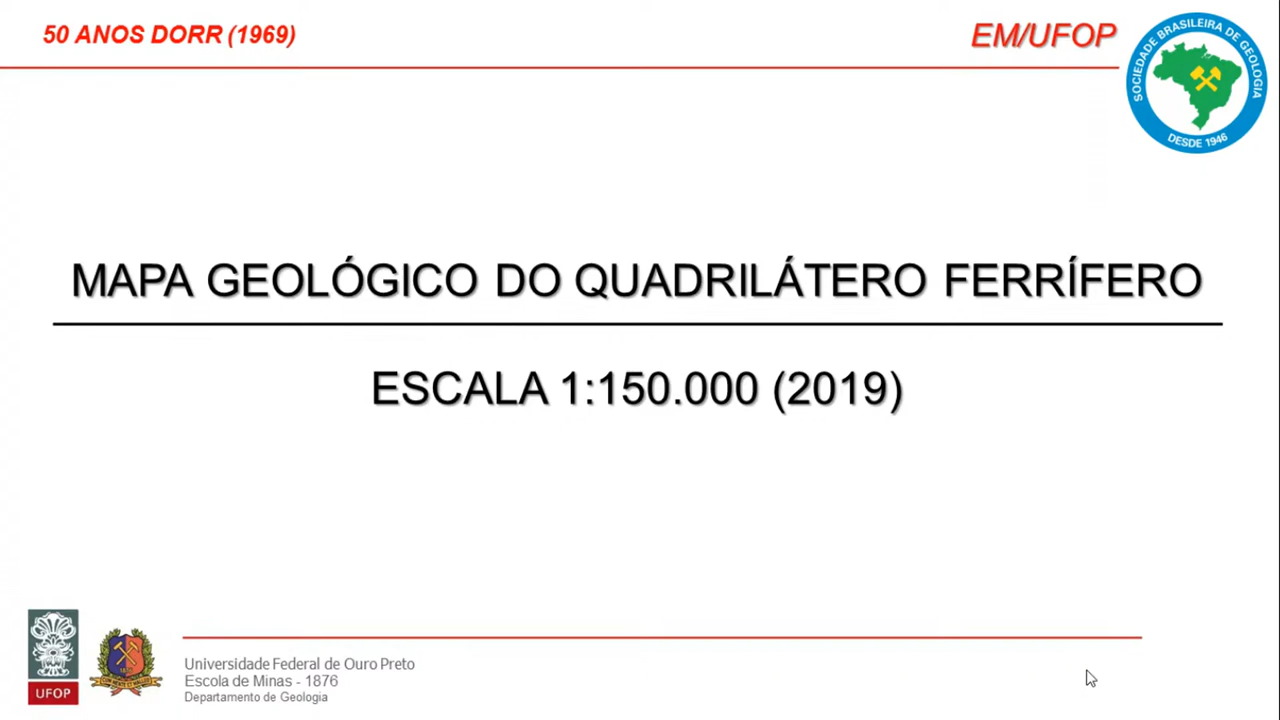 50 ANOS DORR (1969)
EM/UFOP
SOCIEDADE BRASILEIRA DE GEOLOGIA
DESDE 1946
MAPA GEOLÓGICO DO QUADRILÁTERO FERRÍFERO
ESCALA 1:150.000 (2019)
UFOP
Universidade Federal de Ouro Preto
Escola de Minas - 1876
Departamento de Geologia